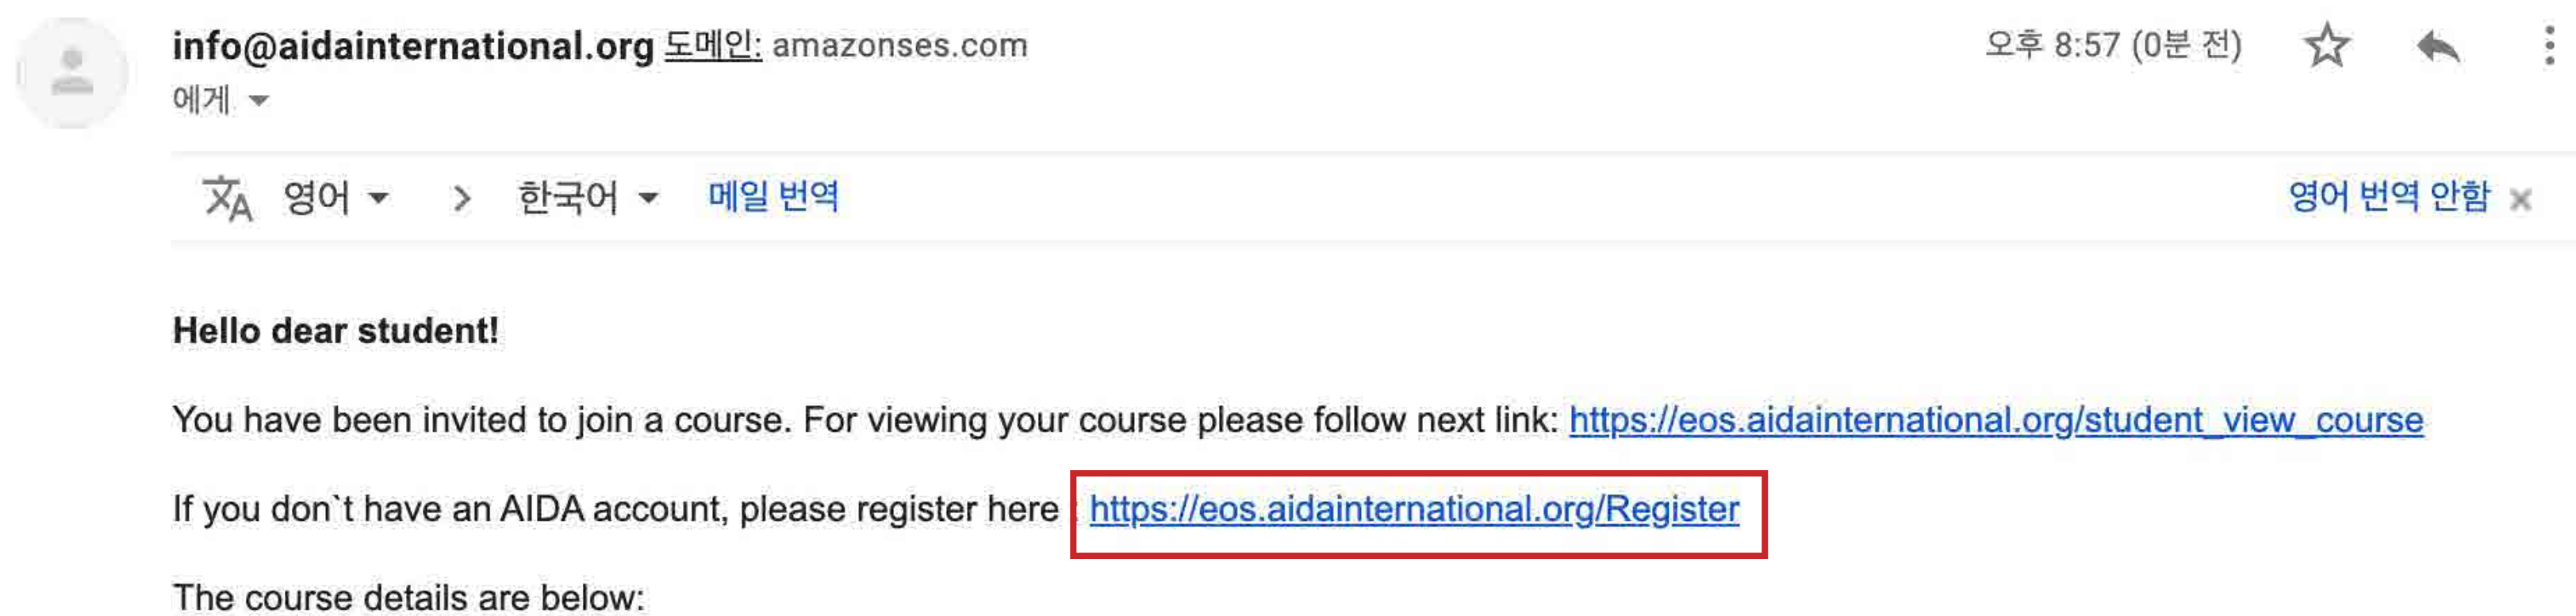 info@aidainternational.org 도메인: amazonses.com 오후 8:57 (0분 전)
에게
영어 > 한국어 메일 번역 영어 번역 안함 ×
Hello dear student!
You have been invited to join a course. For viewing your course please follow next link: https://eos.aidainternational.org/student_view_course
If you don`t have an AIDA account, please register here : https://eos.aidainternational.org/Register
The course details are below: